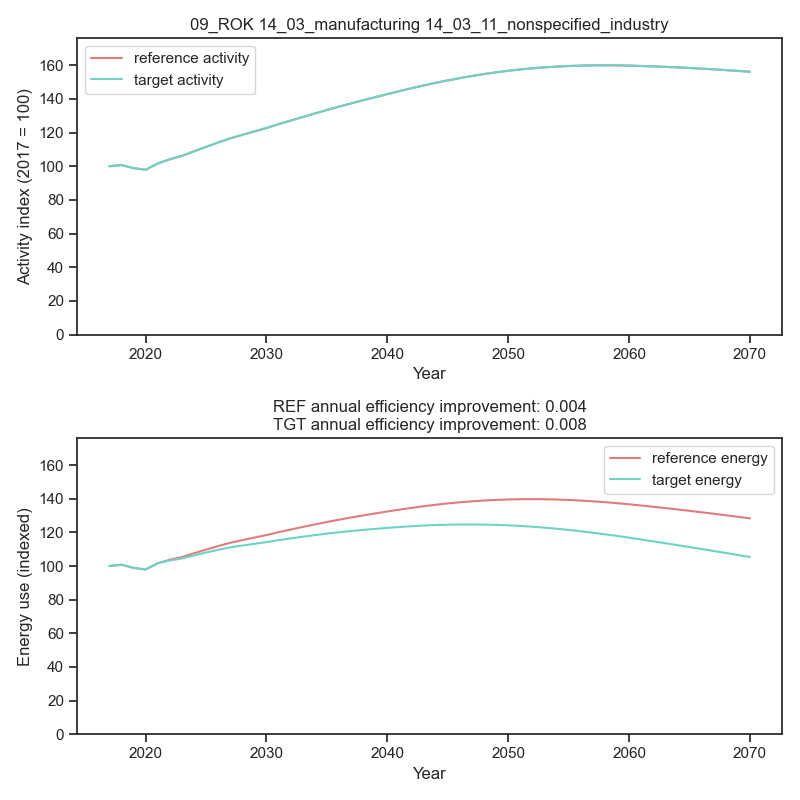 09_ROK 14_03_manufacturing 14_03_11_nonspecified_industry
reference activity
target activity
Activity index (2017 = 100)
160
140
120
100
80
60
40
20
0
2020 2030 2040 2050 2060 2070
Year
REF annual efficiency improvement: 0.004
TGT annual efficiency improvement: 0.008
reference energy
target energy
Energy use (indexed)
160
140
120
100
80
60
40
20
0
2020 2030 2040 2050 2060 2070
Year